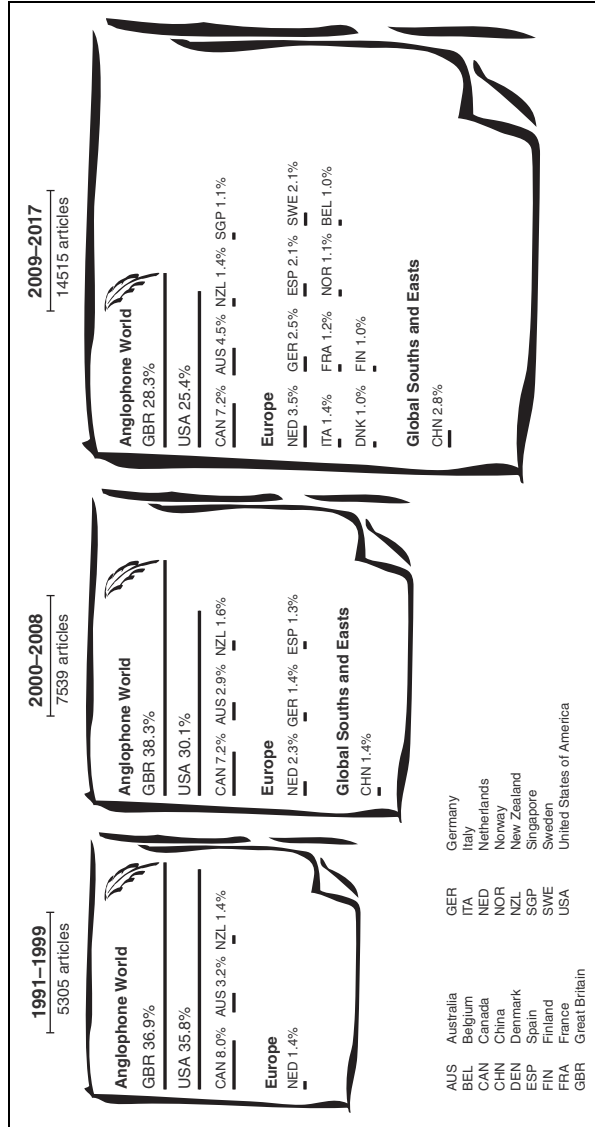 1991–1999
5305 articles
Anglophone World
GBR 36.9%
USA 35.8%
CAN 8.0% AUS 3.2% NZL 1.4%
Europe
NED 1.4%
2000–2008
7539 articles
Anglophone World
GBR 38.3%
USA 30.1%
CAN 7.2% AUS 2.9% NZL 1.6%
Europe
NED 2.3% GER 1.4% ESP 1.3%
Global Souths and Easts
CHN 1.4%
2009–2017
14515 articles
Anglophone World
GBR 28.3%
USA 25.4%
CAN 7.2% AUS 4.5% NZL 1.4% SGP 1.1%
Europe
NED 3.5% GER 2.5% ESP 2.1% SWE 2.1%
ITA 1.4% FRA 1.2% NOR 1.1% BEL 1.0%
DNK 1.0% FIN 1.0%
Global Souths and Easts
CHN 2.8%
AUS Australia
BEL Belgium
CAN Canada
CHN China
DEN Denmark
ESP Spain
FIN Finland
FRA France
GBR Great Britain
GER Germany
ITA Italy
NED Netherlands
NOR Norway
NZL New Zealand
SGP Singapore
SWE Sweden
USA United States of America